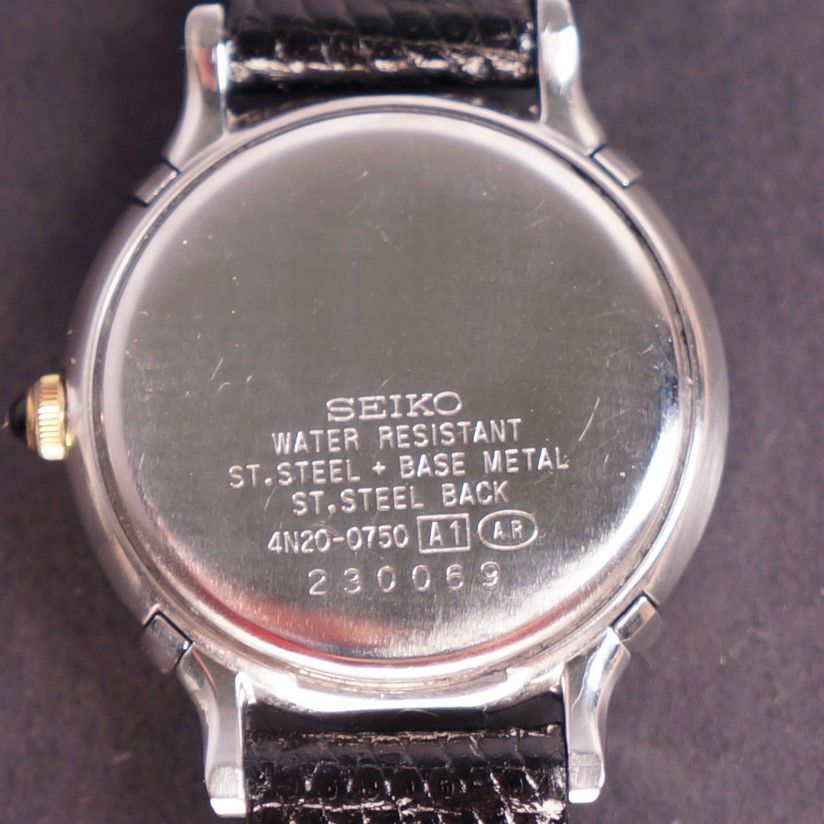 SEIKO
WATER RESISTANT
ST.STEEL + BASE METAL
ST.STEEL BACK
4N20-0750 A1 AR
230069